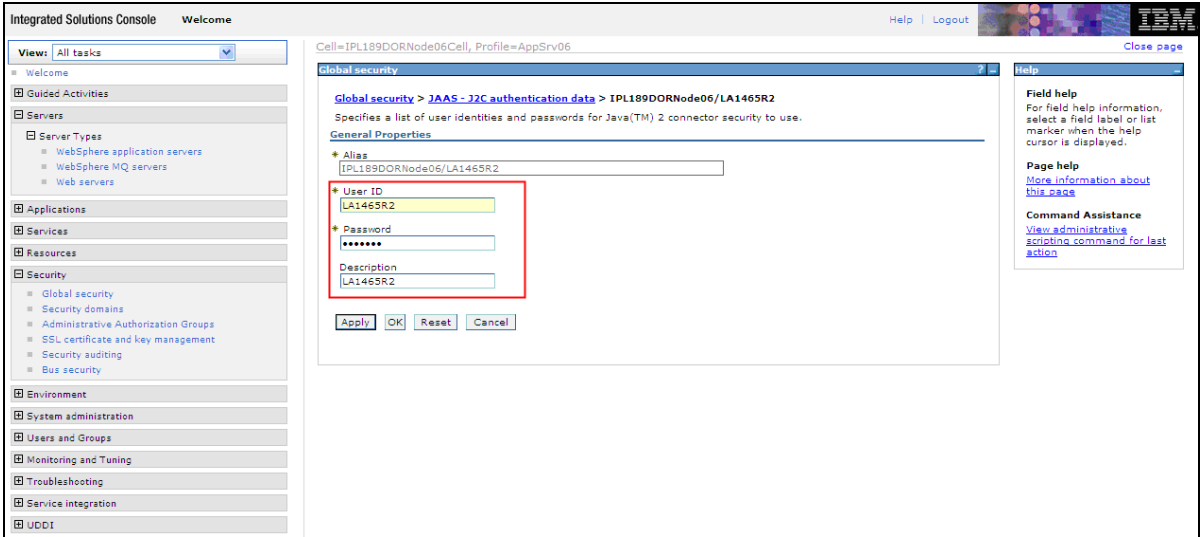 Integrated Solutions Console Welcome Help Logout IBM
View: All tasks
Welcome
Guided Activities
Servers
Server Types
WebSphere application servers
WebSphere MQ servers
Web servers
Applications
Services
Resources
Security
Global security
Security domains
Administrative Authorization Groups
SSL certificate and key management
Security auditing
Bus security
Environment
System administration
Users and Groups
Monitoring and Tuning
Troubleshooting
Service integration
UDDI
Cell=IPL189DORNode06Cell, Profile=AppSrv06
Close page
Global security ? -
Global security > JAAS - J2C authentication data > IPL189DORNode06/LA1465R2
Specifies a list of user identities and passwords for Java(TM) 2 connector security to use.
General Properties
* Alias
IPL189DORNode06/LA1465R2
* User ID
LA1465R2
* Password
•••••••
Description
LA1465R2
Apply OK Reset Cancel
Help -
Field help
For field help information,
select a field label or list
marker when the help
cursor is displayed.
Page help
More information about
this page
Command Assistance
View administrative
scripting command for last
action